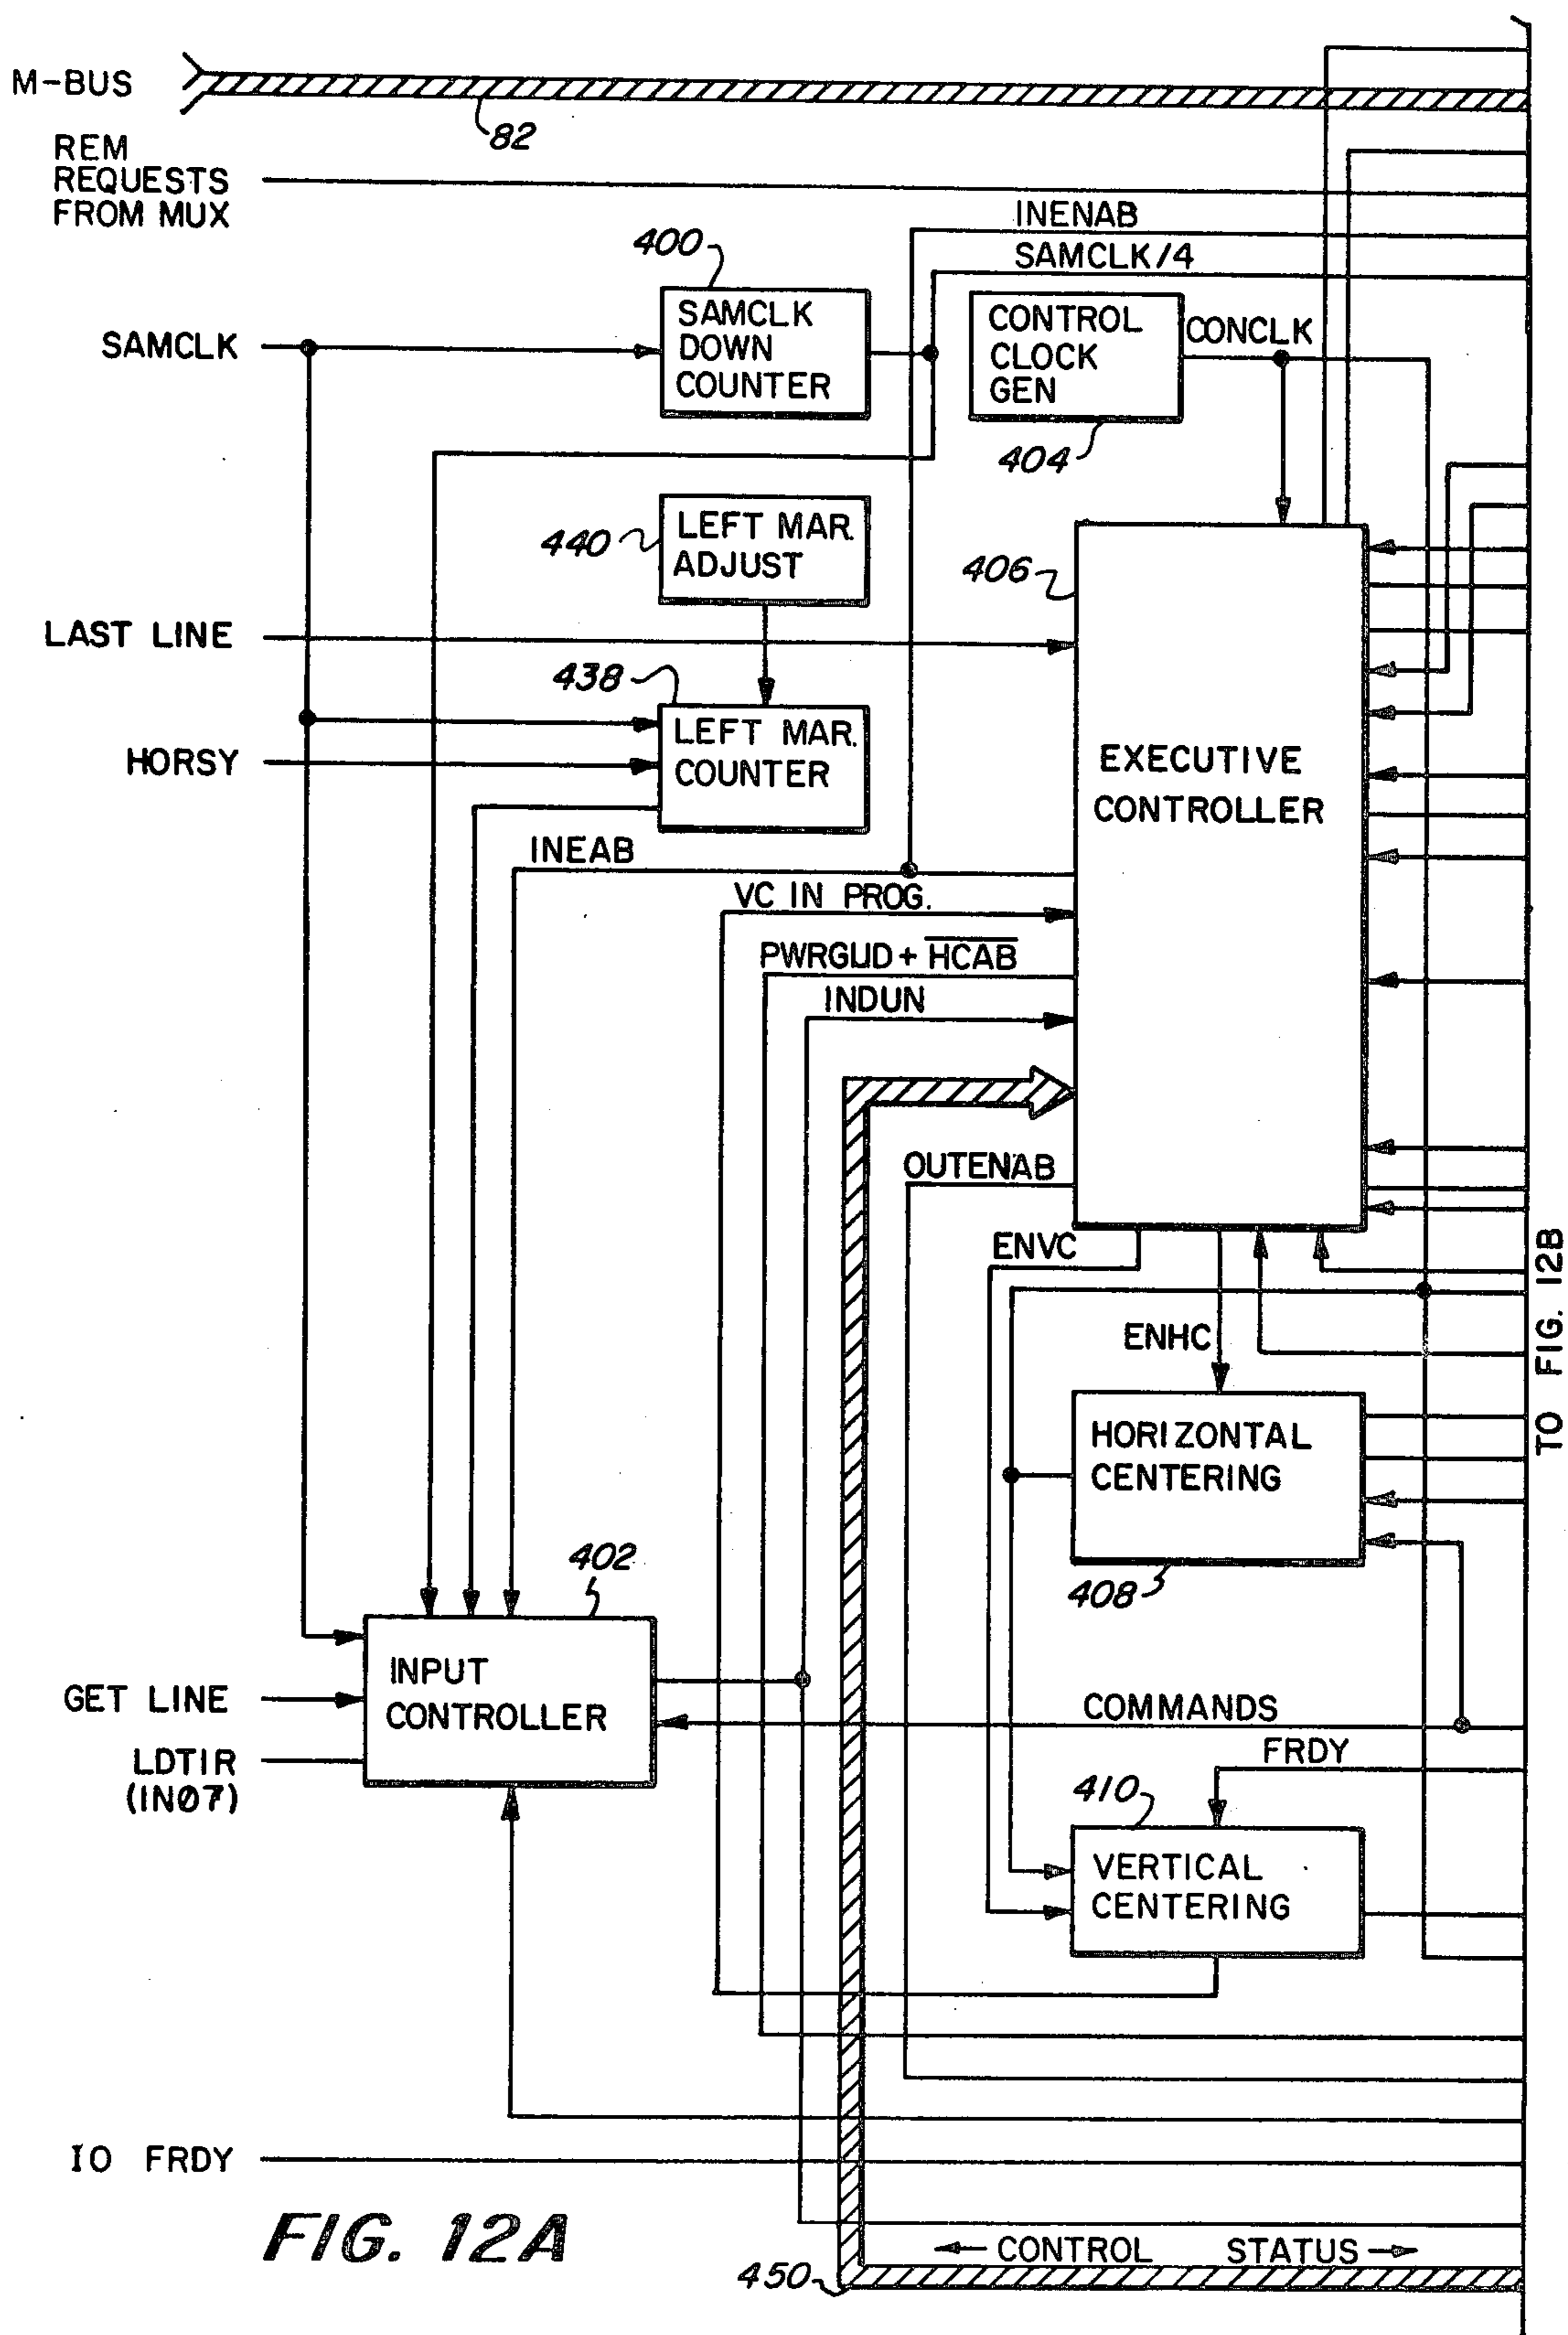 M-BUS
82
REM
REQUESTS
FROM MUX
INENAB
400
SAMCLK/4
SAMCLK
SAMCLK
DOWN
COUNTER
CONTROL
CLOCK
GEN
CONCLK
404
440
LEFT MAR.
ADJUST
406
LAST LINE
438
LEFT MAR.
COUNTER
HORSY
EXECUTIVE
CONTROLLER
INEAB
VC IN PROG.
PWRGUD + HCAB
INDUN
OUTENAB
ENVC
TO FIG. 12B
ENHC
HORIZONTAL
CENTERING
408
402
INPUT
CONTROLLER
GET LINE
COMMANDS
LDTIR
(INØ7)
FRDY
410
VERTICAL
CENTERING
IO FRDY
FIG. 12A
← CONTROL STATUS →
450